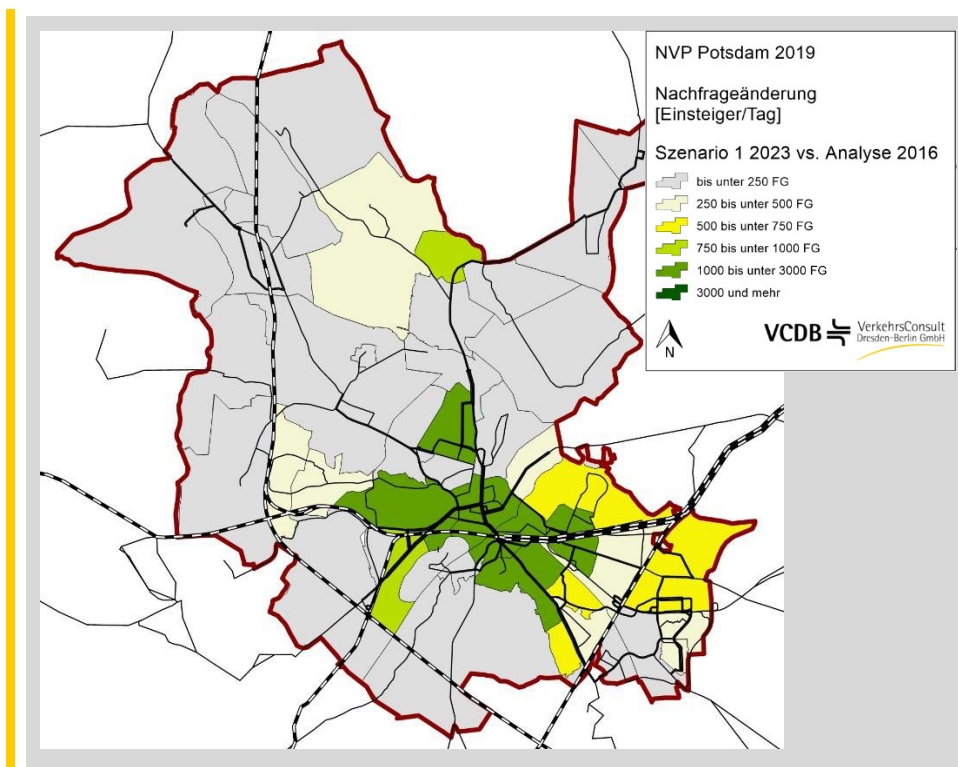 NVP Potsdam 2019
Nachfrageänderung
[Einsteiger/Tag]
Szenario 1 2023 vs. Analyse 2016
bis unter 250 FG
250 bis unter 500 FG
500 bis unter 750 FG
750 bis unter 1000 FG
1000 bis unter 3000 FG
3000 und mehr
N
VCDB VerkehrsConsult
Dresden-Berlin GmbH